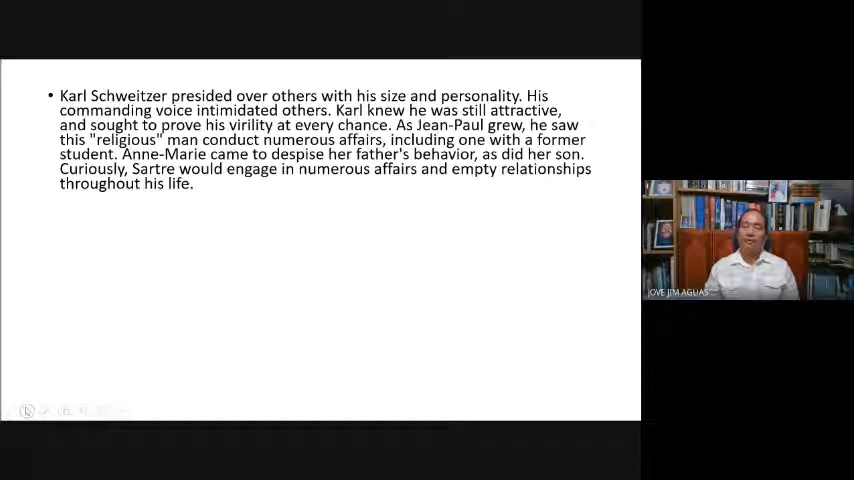 • Karl Schweitzer presided over others with his size and personality. His
commanding voice intimidated others. Karl knew he was still attractive,
and sought to prove his virility at every chance. As Jean-Paul grew, he saw
this "religious" man conduct numerous affairs, including one with a former
student. Anne-Marie came to despise her father's behavior, as did her son.
Curiously, Sartre would engage in numerous affairs and empty relationships
throughout his life.
JOVE JIM AGUAS